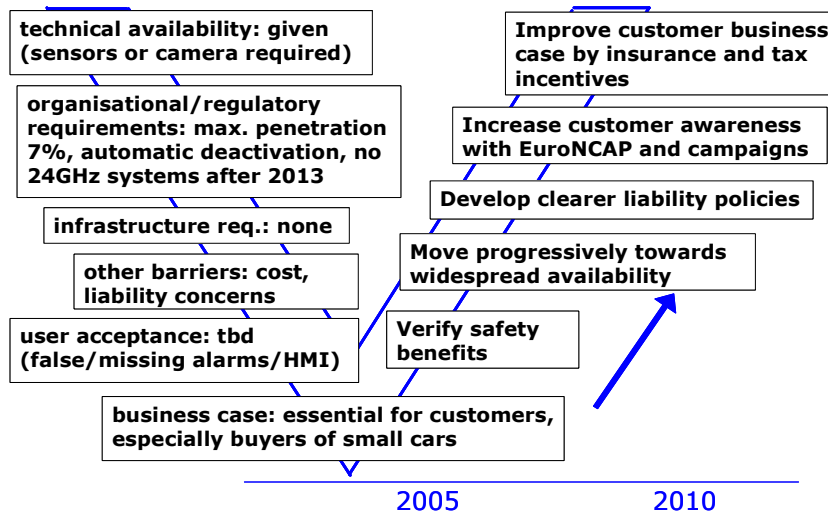 technical availability: given
(sensors or camera required)
organisational/regulatory
requirements: max. penetration
7%, automatic deactivation, no
24GHz systems after 2013
infrastructure req.: none
other barriers: cost,
liability concerns
user acceptance: tbd
(false/missing alarms/HMI)
business case: essential for customers,
especially buyers of small cars
Improve customer business
case by insurance and tax
incentives
Increase customer awareness
with EuroNCAP and campaigns
Develop clearer liability policies
Move progressively towards
widespread availability
Verify safety
benefits
2005
2010